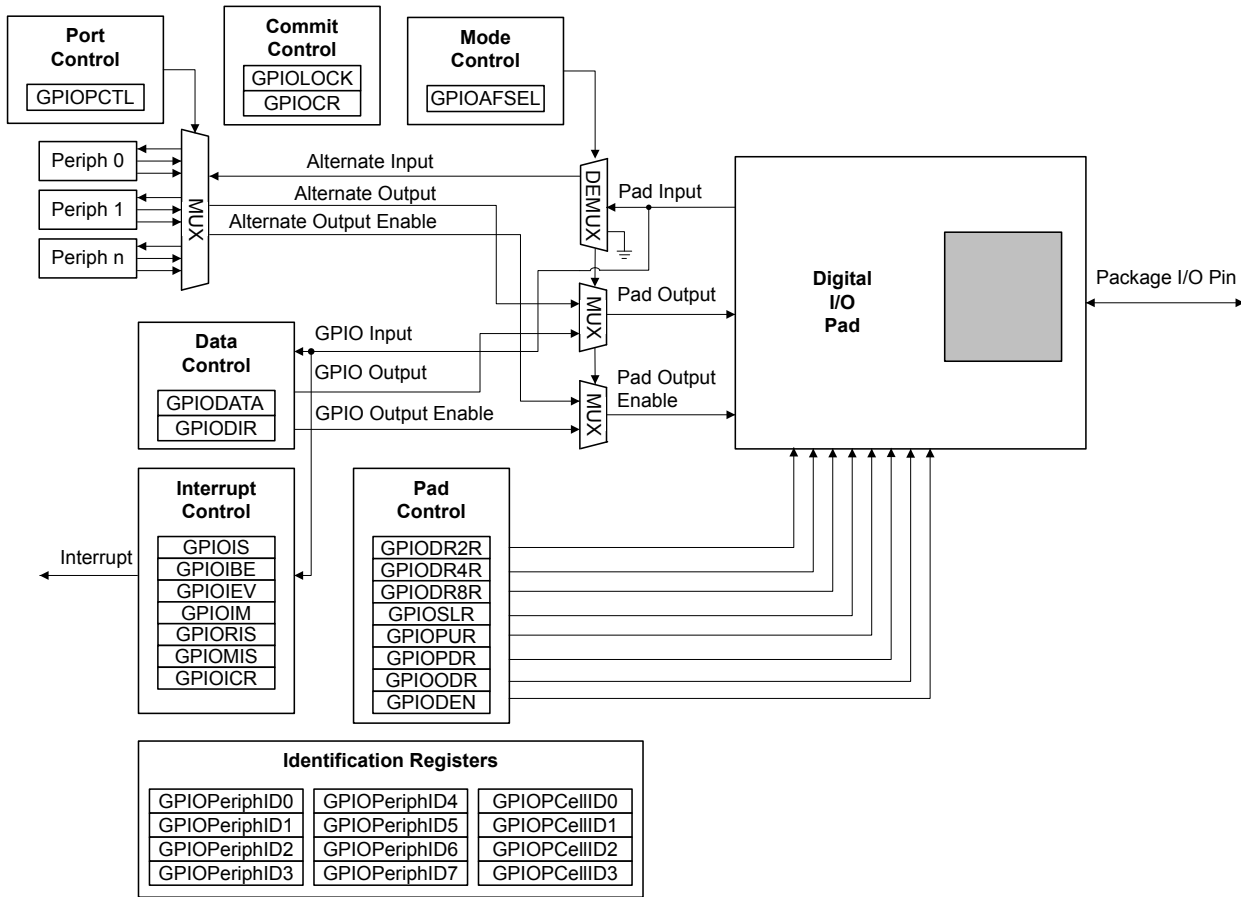 Port
Control
GPIOPCTL
Commit
Control
GPIOLOCK
GPIOCR
Mode
Control
GPIOAFSEL
Periph 0
Periph 1
Periph n
MUX
Alternate Input
Alternate Output
Alternate Output Enable
DEMUX
Pad Input
MUX
Pad Output
MUX
Pad Output
Enable
Digital
I/O
Pad
Package I/O Pin
Data
Control
GPIODATA
GPIODIR
GPIO Input
GPIO Output
GPIO Output Enable
Interrupt
Interrupt
Control
GPIOIS
GPIOIBE
GPIOIEV
GPIOIM
GPIORIS
GPIOMIS
GPIOICR
Pad
Control
GPIODR2R
GPIODR4R
GPIODR8R
GPIOSLR
GPIOPUR
GPIOPDR
GPIOODR
GPIODEN
Identification Registers
GPIOPeriphID0
GPIOPeriphID1
GPIOPeriphID2
GPIOPeriphID3
GPIOPeriphID4
GPIOPeriphID5
GPIOPeriphID6
GPIOPeriphID7
GPIOPCellID0
GPIOPCellID1
GPIOPCellID2
GPIOPCellID3